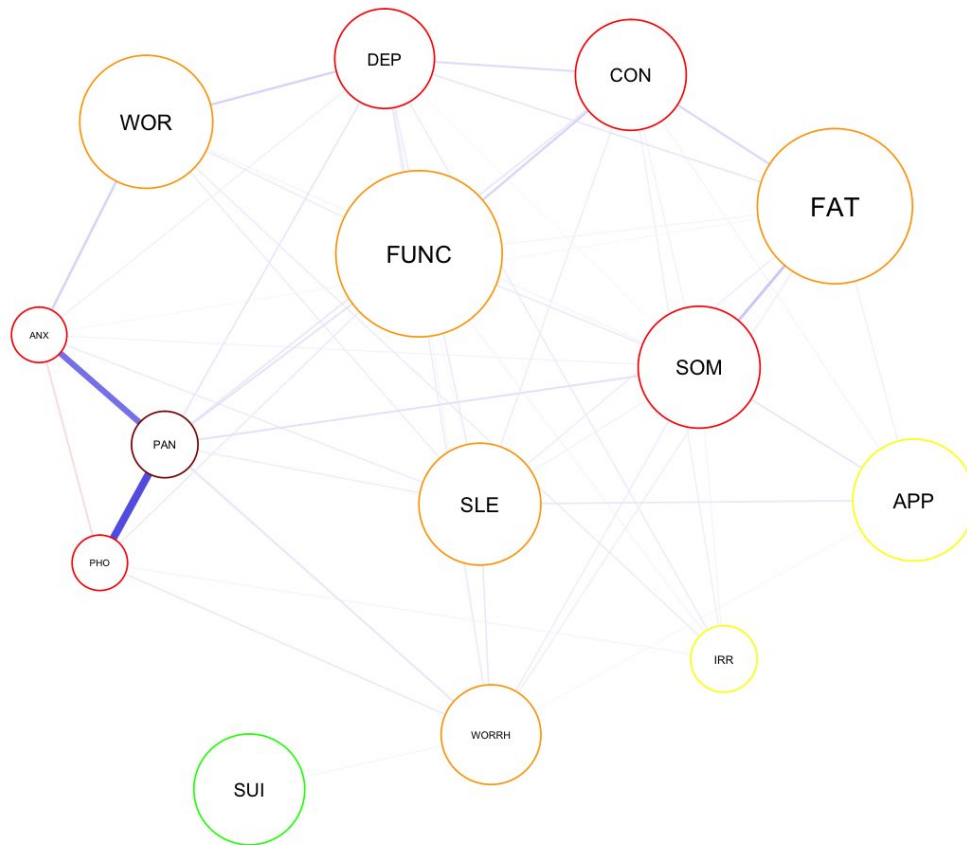 DEP
CON
WOR
FAT
FUNC
ANX
SOM
PAN
SLE
APP
PHO
IRR
WORRH
SUI